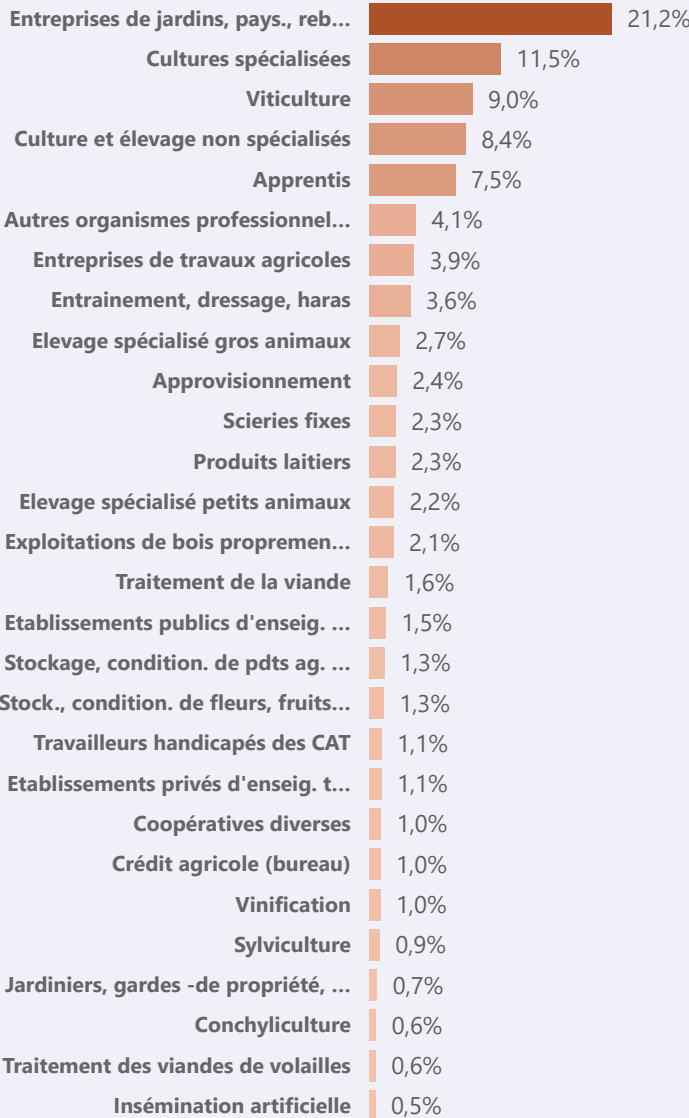 Entreprises de jardins, pays., reb... 21,2%
Cultures spécialisées 11,5%
Viticulture 9,0%
Culture et élevage non spécialisés 8,4%
Apprentis 7,5%
Autres organismes professionnel... 4,1%
Entreprises de travaux agricoles 3,9%
Entrainement, dressage, haras 3,6%
Elevage spécialisé gros animaux 2,7%
Approvisionnement 2,4%
Scieries fixes 2,3%
Produits laitiers 2,3%
Elevage spécialisé petits animaux 2,2%
Exploitations de bois propremen... 2,1%
Traitement de la viande 1,6%
Etablissements publics d'enseig. ... 1,5%
Stockage, condition. de pdts ag. ... 1,3%
Stock., condition. de fleurs, fruits... 1,3%
Travailleurs handicapés des CAT 1,1%
Etablissements privés d'enseig. t... 1,1%
Coopératives diverses 1,0%
Crédit agricole (bureau) 1,0%
Vinification 1,0%
Sylviculture 0,9%
Jardiniers, gardes -de propriété, ... 0,7%
Conchyliculture 0,6%
Traitement des viandes de volailles 0,6%
Insémination artificielle 0,5%